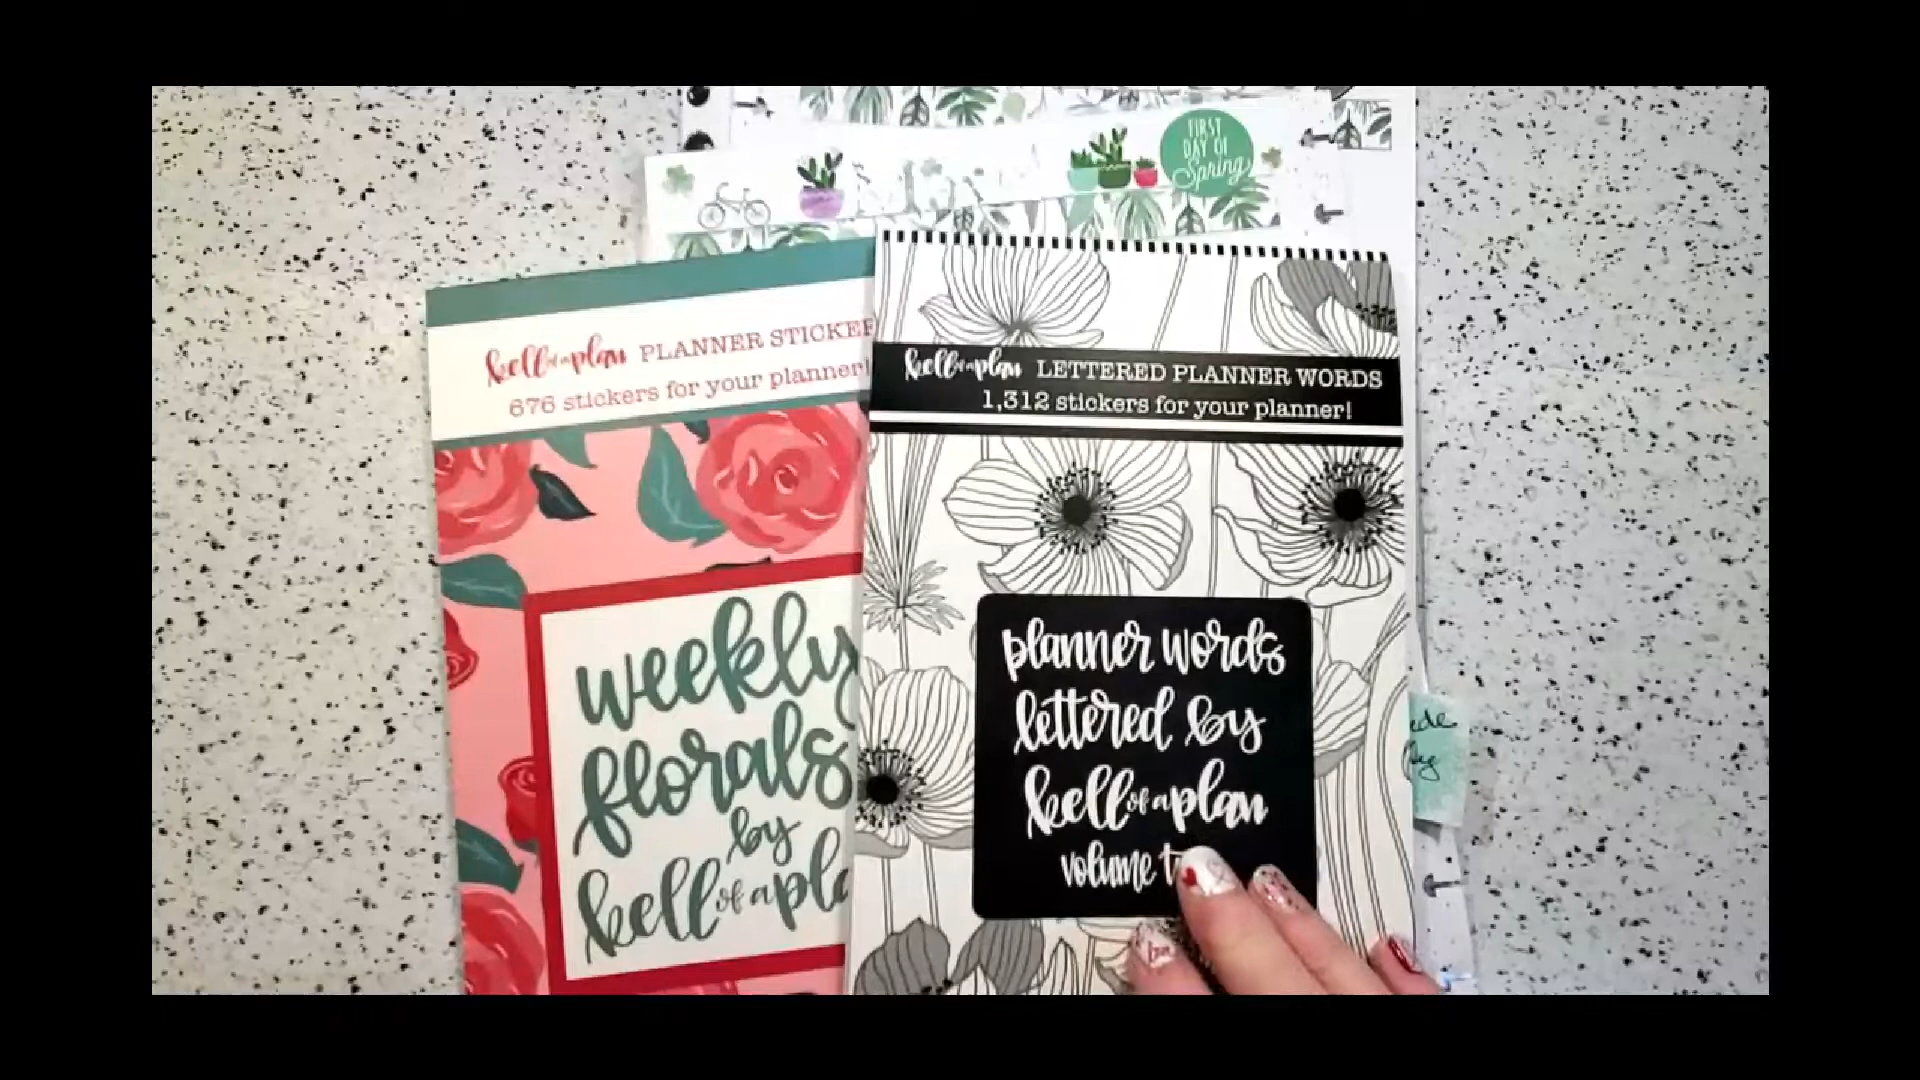 FIRST
DAY OF
Spring
kell of a plan PLANNER STICKER
676 stickers for your planner!
weekly
florals
by
kell of a pla
kell of a plan LETTERED PLANNER WORDS
1,312 stickers for your planner!
planner words
lettered by
kell of a plan
volume t